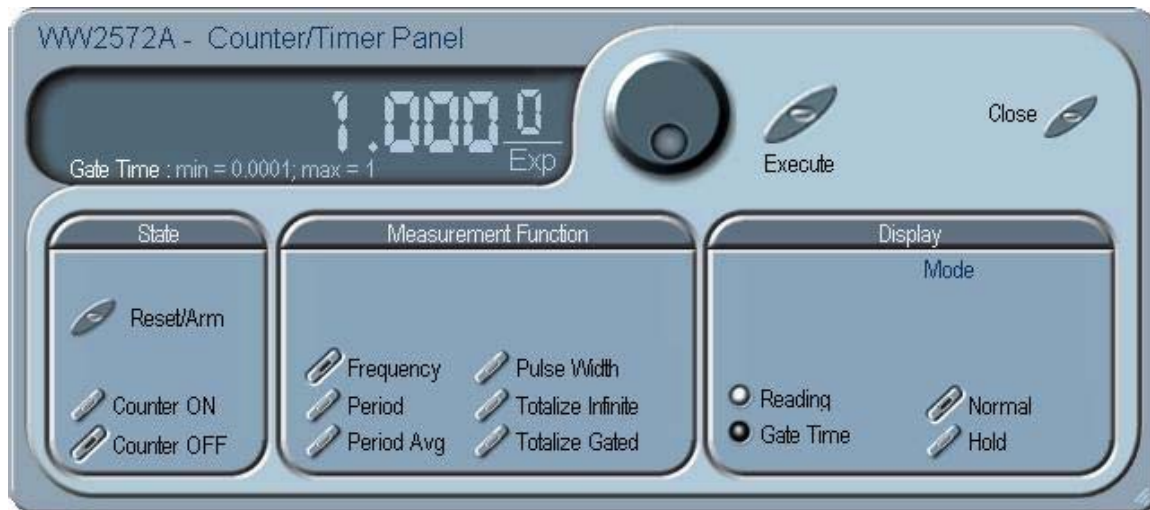 WW2572A - Counter/Timer Panel
1.000 0
Exp
Gate Time : min = 0.0001; max = 1
Execute
Close
State
Reset/Arm
Counter ON
Counter OFF
Measurement Function
Frequency
Period
Period Avg
Pulse Width
Totalize Infinite
Totalize Gated
Display
Mode
Reading
Gate Time
Normal
Hold